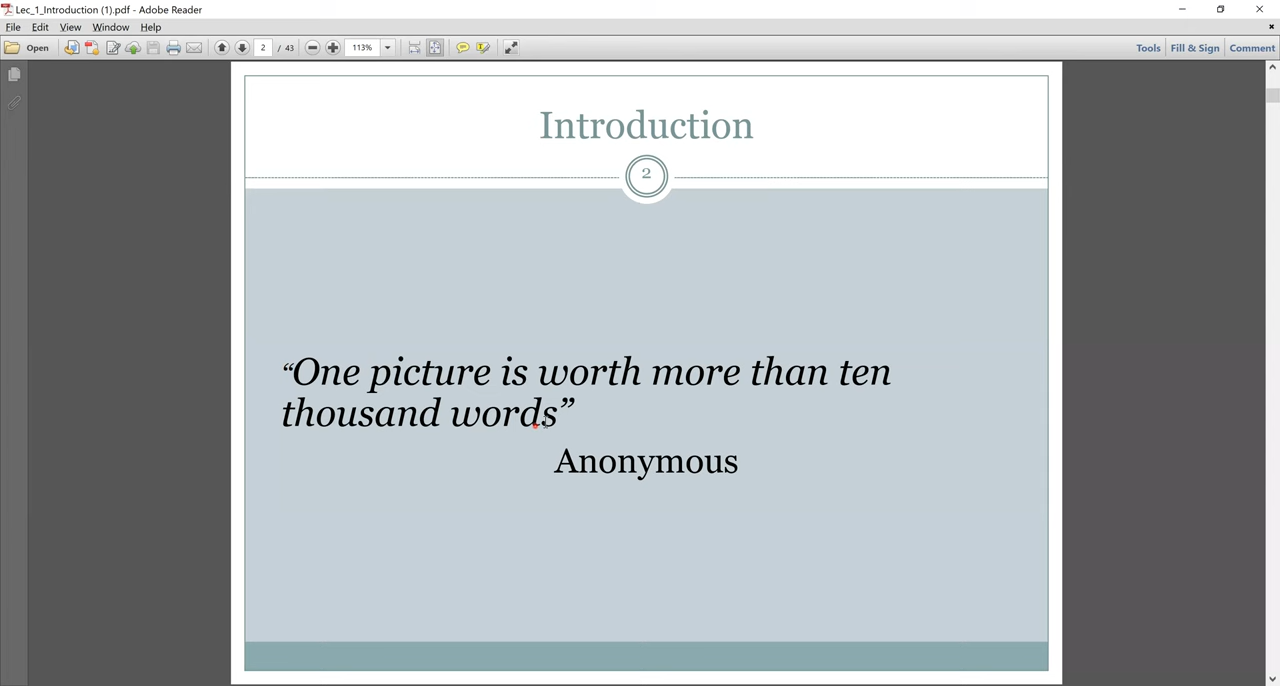 Lec_1_Introduction (1).pdf - Adobe Reader
File Edit View Window Help
Open 2 / 43 113% Tools Fill & Sign Comment
Introduction
2
“One picture is worth more than ten
thousand words”
Anonymous